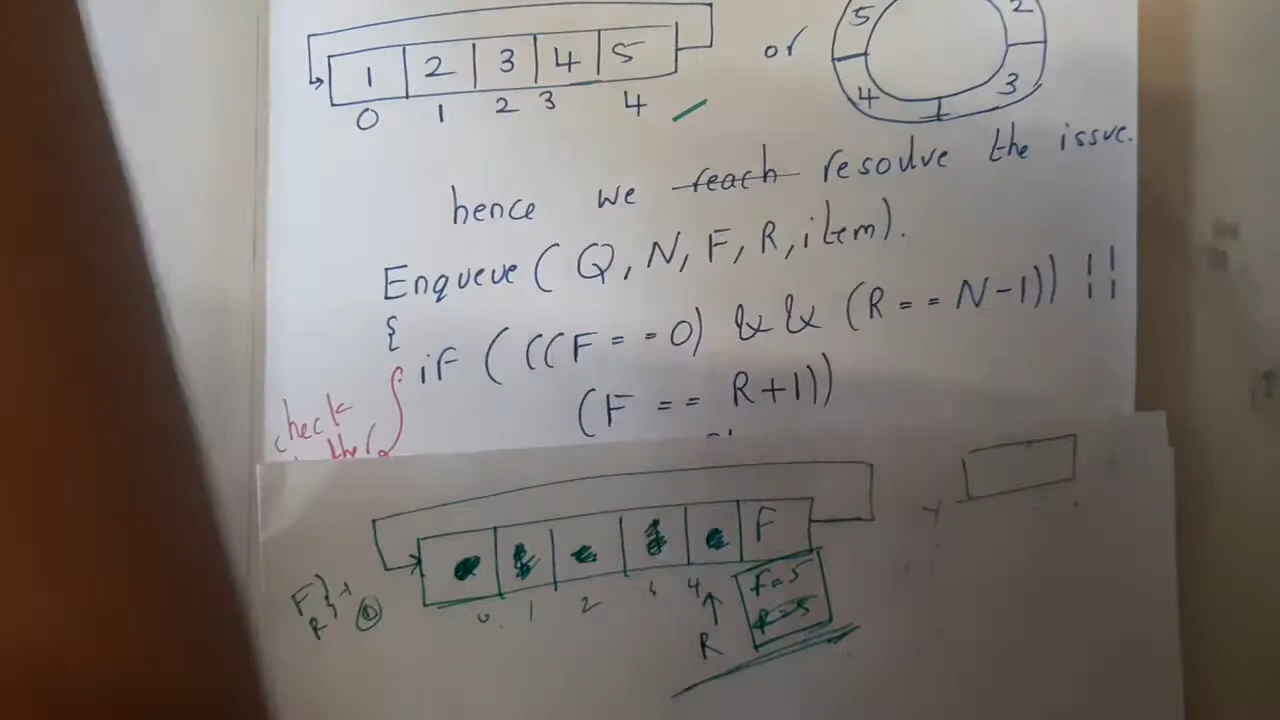 1 2 3 4 5
0 1 2 3 4
or
5 2
4 3
hence we reach resolve the issue.
Enqueue ( Q, N, F, R, item).
{
if ( ((F == 0) && (R == N-1)) ||
(F == R+1))
check
F
F
R
0 1 2 4
F=5
R=5
R